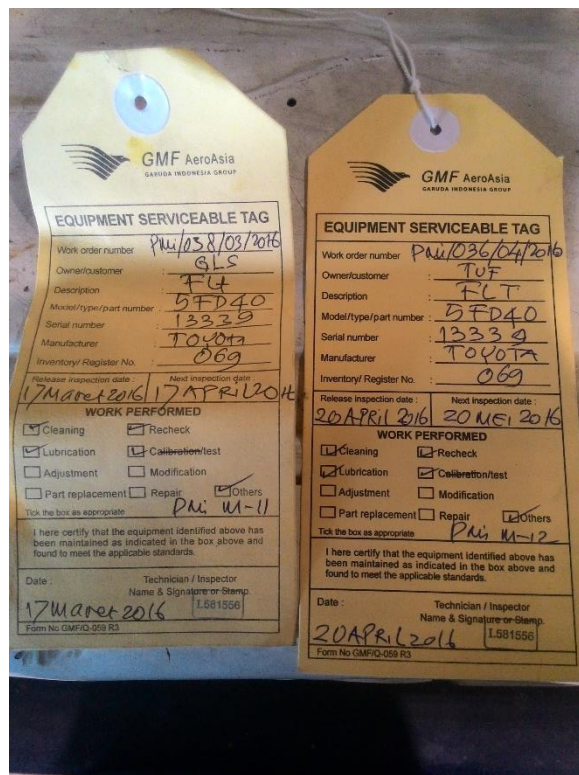 GMF AeroAsia
GARUDA INDONESIA GROUP
EQUIPMENT SERVICEABLE TAG
Work order number PMi/038/03/2016
Owner/customer : GLS
Description : FLT
Model/type/part number : 5FD40
Serial number : 13339
Manufacturer : TOYOTA
Inventory/ Register No. : 069
Release inspection date : Next inspection date :
17 Maret 2016 17 APRiL 2016
WORK PERFORMED
Cleaning Recheck
Lubrication Calibration/test
Adjustment Modification
Part replacement Repair Others
Tick the box as appropriate PMi M-11
I here certify that the equipment identified above has
been maintained as indicated in the box above and
found to meet the applicable standards.
Date : Technician / Inspector
Name & Signature or Stamp
17 Maret 2016 L581556
Form No GMF/Q-059 R3
GMF AeroAsia
GARUDA INDONESIA GROUP
EQUIPMENT SERVICEABLE TAG
Work order number PMi/036/04/2016
Owner/customer : TUF
Description : FLT
Model/type/part number : 5FD40
Serial number : 13339
Manufacturer : TOYOTA
Inventory/ Register No. : 069
Release inspection date : Next Inspection date :
20 APRIL 2016 20 MEI 2016
WORK PERFORMED
Cleaning Recheck
Lubrication Calibration/test
Adjustment Modification
Part replacement Repair Others
Tick the box as appropriate PMi M-12
I here certify that the equipment identified above has
been maintained as indicated in the box above and
found to meet the applicable standards.
Date : Technician / Inspector
Name & Signature or Stamp
20 APRiL 2016 L581556
Form No GMF/Q-059 R3